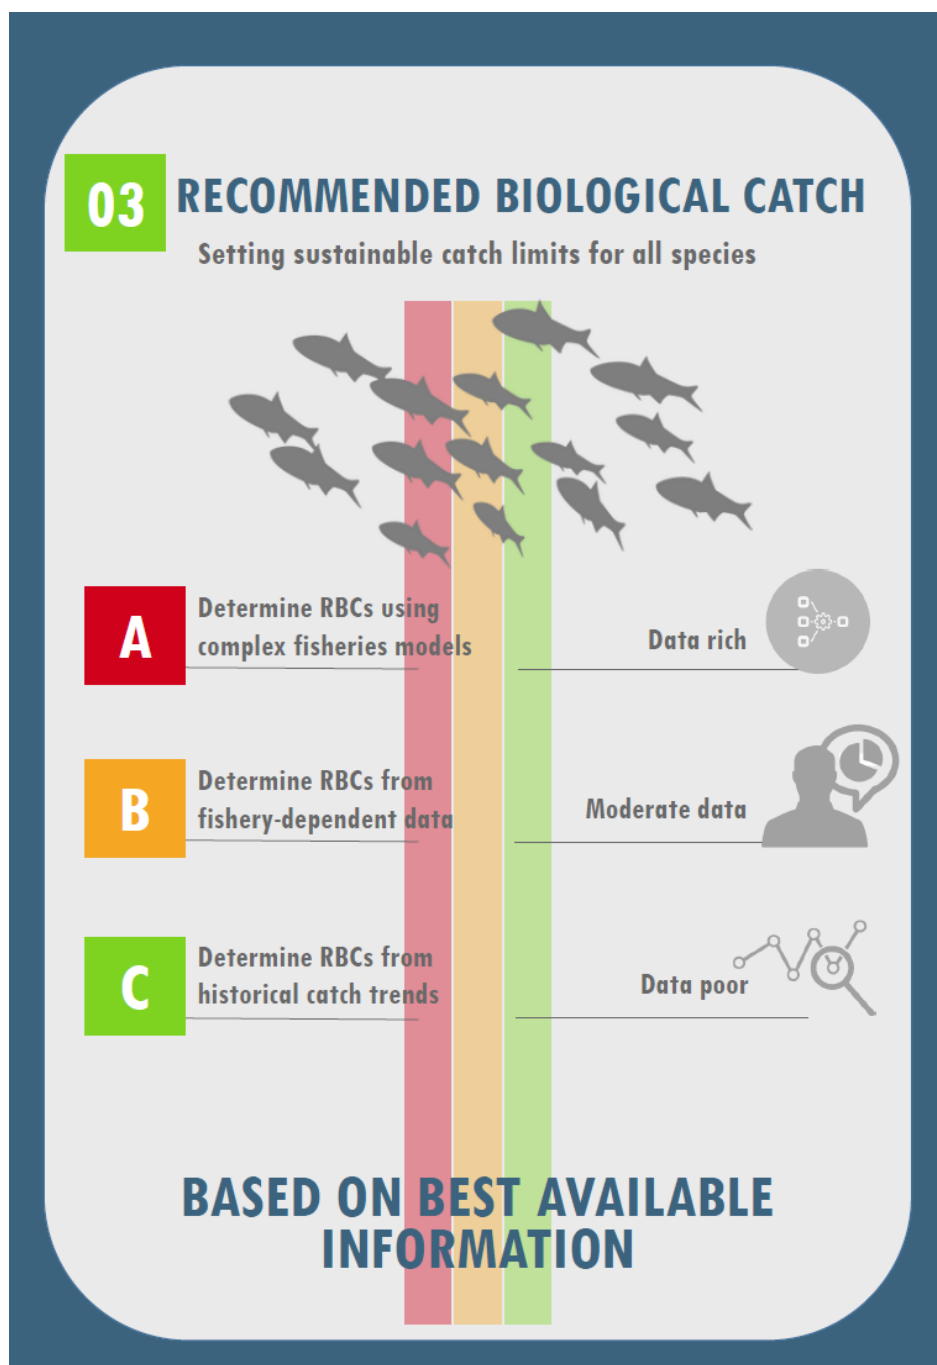 03
RECOMMENDED BIOLOGICAL CATCH
Setting sustainable catch limits for all species
A
Determine RBCs using
complex fisheries models
Data rich
B
Determine RBCs from
fishery-dependent data
Moderate data
C
Determine RBCs from
historical catch trends
Data poor
BASED ON BEST AVAILABLE
INFORMATION